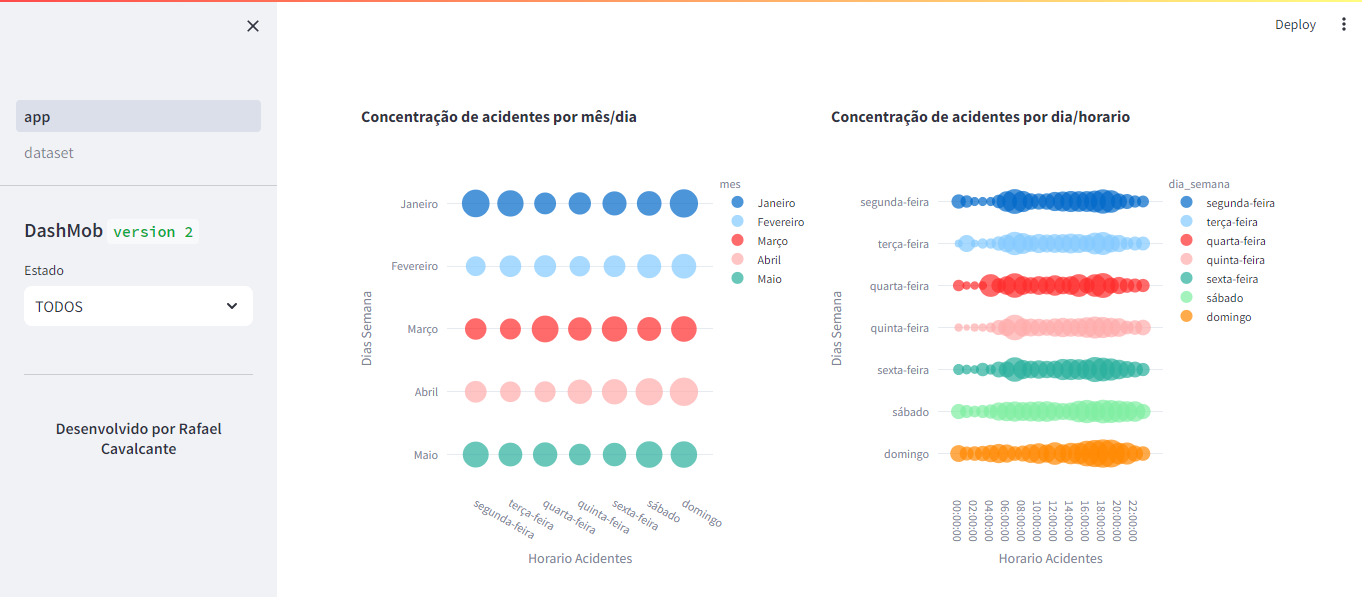 Deploy
app
dataset
DashMob version 2
Estado
TODOS
Desenvolvido por Rafael
Cavalcante
Concentração de acidentes por mês/dia
Dias Semana
Janeiro
Fevereiro
Março
Abril
Maio
segunda-feira
terça-feira
quarta-feira
quinta-feira
sexta-feira
sábado
domingo
Horario Acidentes
mes
Janeiro
Fevereiro
Março
Abril
Maio
Concentração de acidentes por dia/horario
Dias Semana
segunda-feira
terça-feira
quarta-feira
quinta-feira
sexta-feira
sábado
domingo
00:00:00
02:00:00
04:00:00
06:00:00
08:00:00
10:00:00
12:00:00
14:00:00
16:00:00
18:00:00
20:00:00
22:00:00
Horario Acidentes
dia_semana
segunda-feira
terça-feira
quarta-feira
quinta-feira
sexta-feira
sábado
domingo